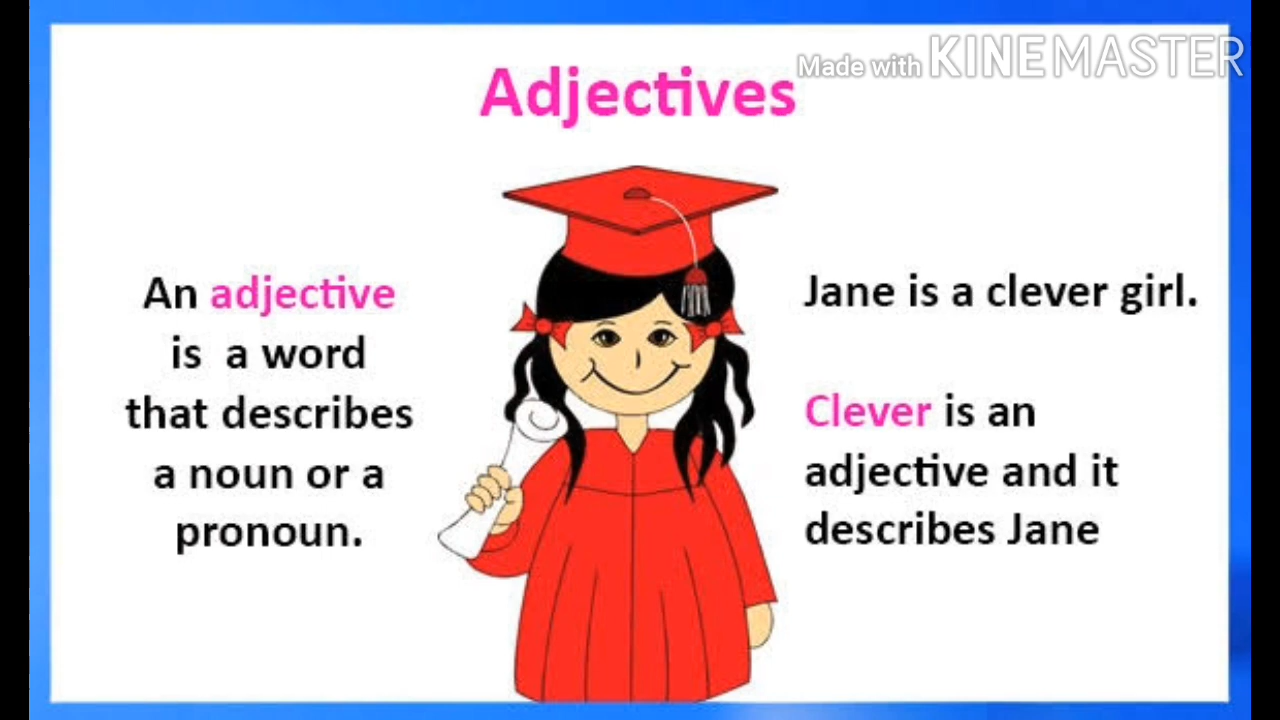 Made with KINEMASTER
Adjectives
An adjective
is a word
that describes
a noun or a
pronoun.
Jane is a clever girl.
Clever is an
adjective and it
describes Jane